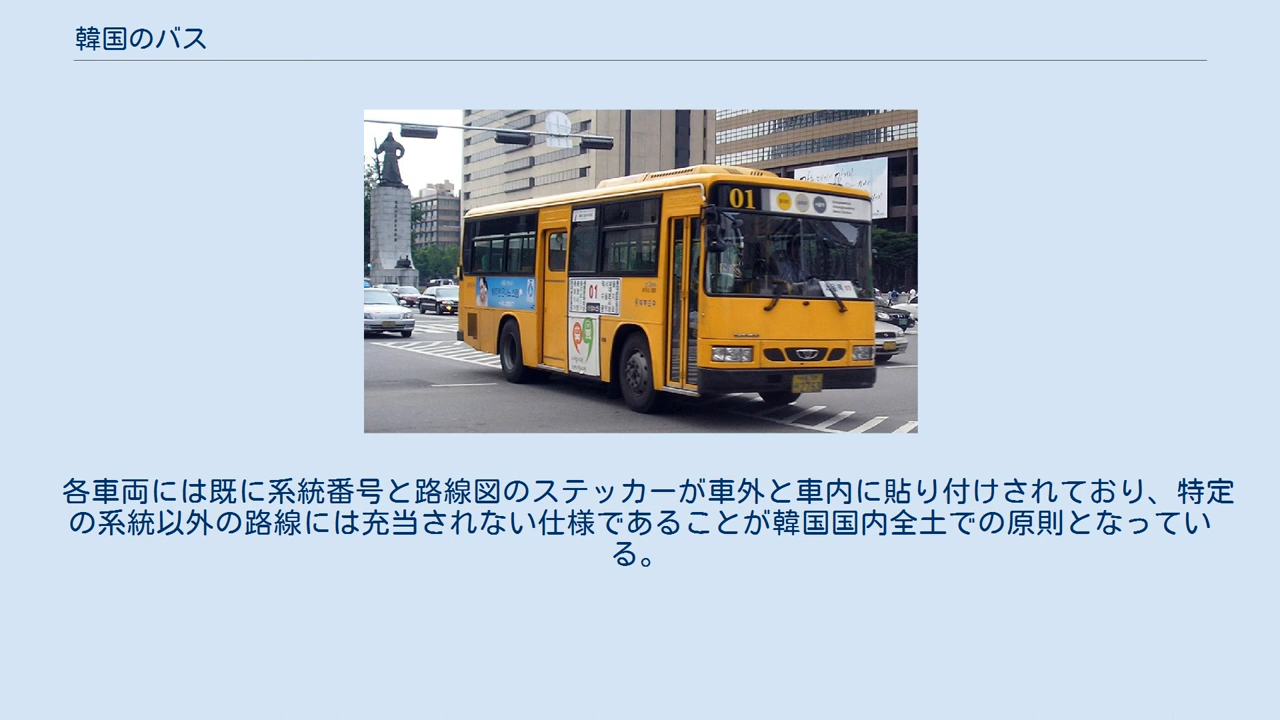 韓国のバス
01
01
各車両には既に系統番号と路線図のステッカーが車外と車内に貼り付けされており、特定
の系統以外の路線には充当されない仕様であることが韓国国内全土での原則となってい
る。